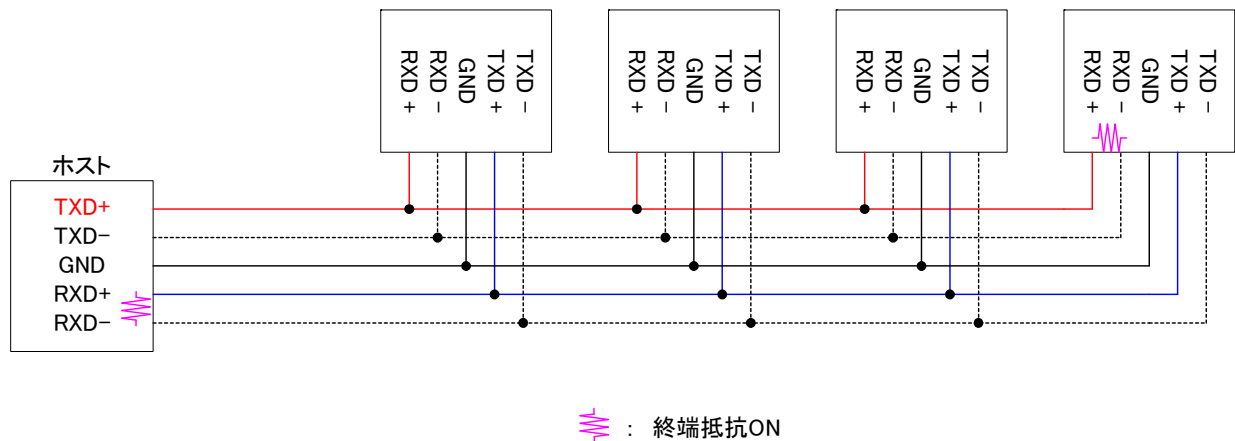 RXD +
RXD -
GND
TXD +
TXD -
RXD +
RXD -
GND
TXD +
TXD -
RXD +
RXD -
GND
TXD +
TXD -
RXD +
RXD -
GND
TXD +
TXD -
ホスト
TXD+
TXD-
GND
RXD+
RXD-
： 終端抵抗ON